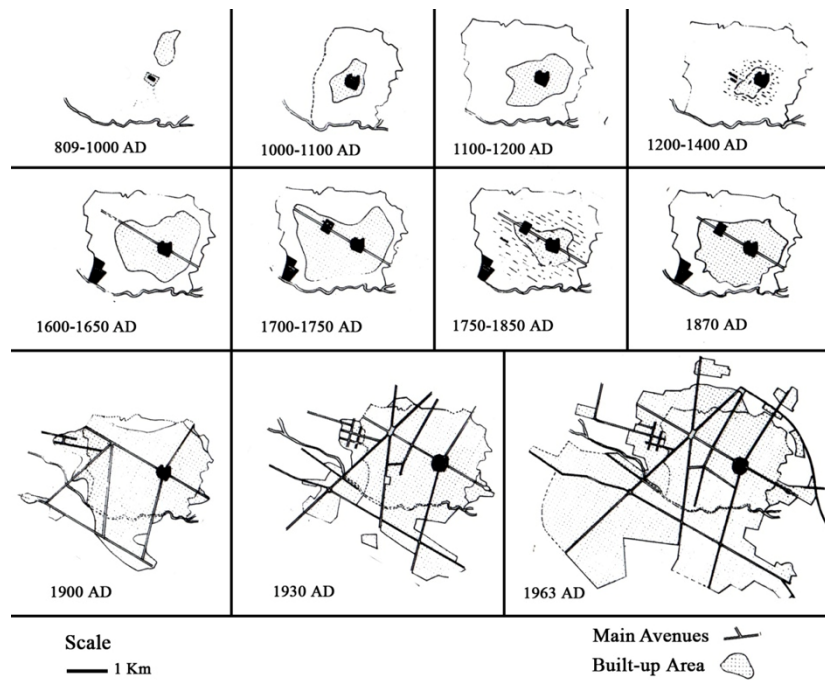 809-1000 AD
1000-1100 AD
1100-1200 AD
1200-1400 AD
1600-1650 AD
1700-1750 AD
1750-1850 AD
1870 AD
1900 AD
1930 AD
1963 AD
Scale
1 Km
Main Avenues
Built-up Area